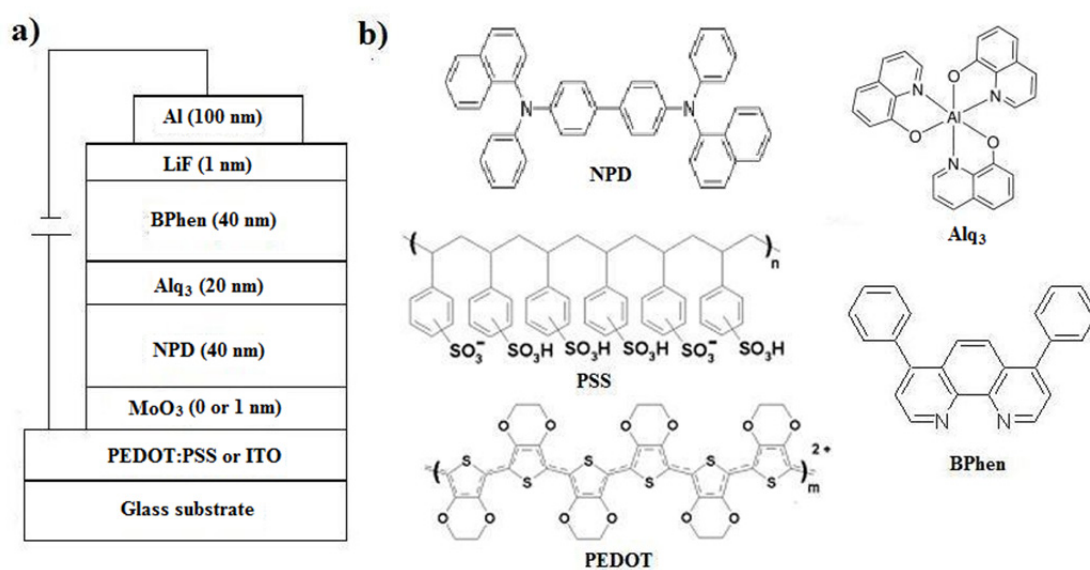 a)
Al (100 nm)
LiF (1 nm)
BPhen (40 nm)
Alq3 (20 nm)
NPD (40 nm)
MoO3 (0 or 1 nm)
PEDOT:PSS or ITO
Glass substrate
b)
N N
NPD
O N N Al O O N
Alq3
( ) n
SO3- SO3H SO3H SO3H SO3- SO3H
PSS
N N
BPhen
O O O O O O
S S S
( ) 2+ m
S S S
O O O O O O
PEDOT